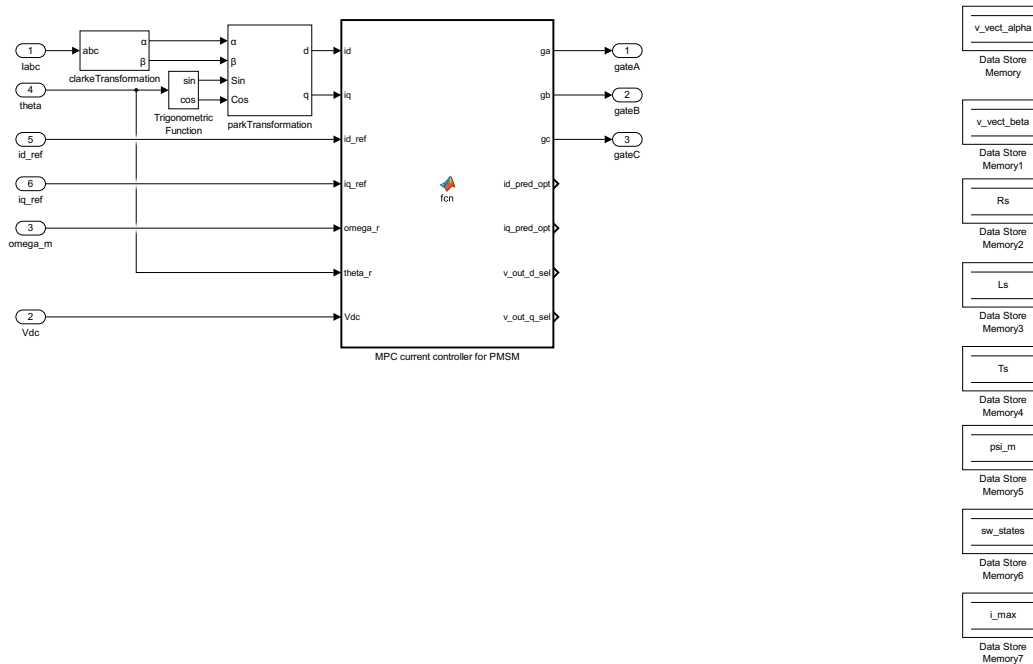 1
Iabc
abc
α
β
clarkeTransformation
4
theta
sin
cos
Trigonometric
Function
α
β
Sin
Cos
d
q
parkTransformation
5
id_ref
6
iq_ref
3
omega_m
2
Vdc
id
iq
id_ref
iq_ref
omega_r
theta_r
Vdc
fcn
ga
gb
gc
id_pred_opt
iq_pred_opt
v_out_d_sel
v_out_q_sel
MPC current controller for PMSM
1
gateA
2
gateB
3
gateC
v_vect_alpha
Data Store
Memory
v_vect_beta
Data Store
Memory1
Rs
Data Store
Memory2
Ls
Data Store
Memory3
Ts
Data Store
Memory4
psi_m
Data Store
Memory5
sw_states
Data Store
Memory6
i_max
Data Store
Memory7